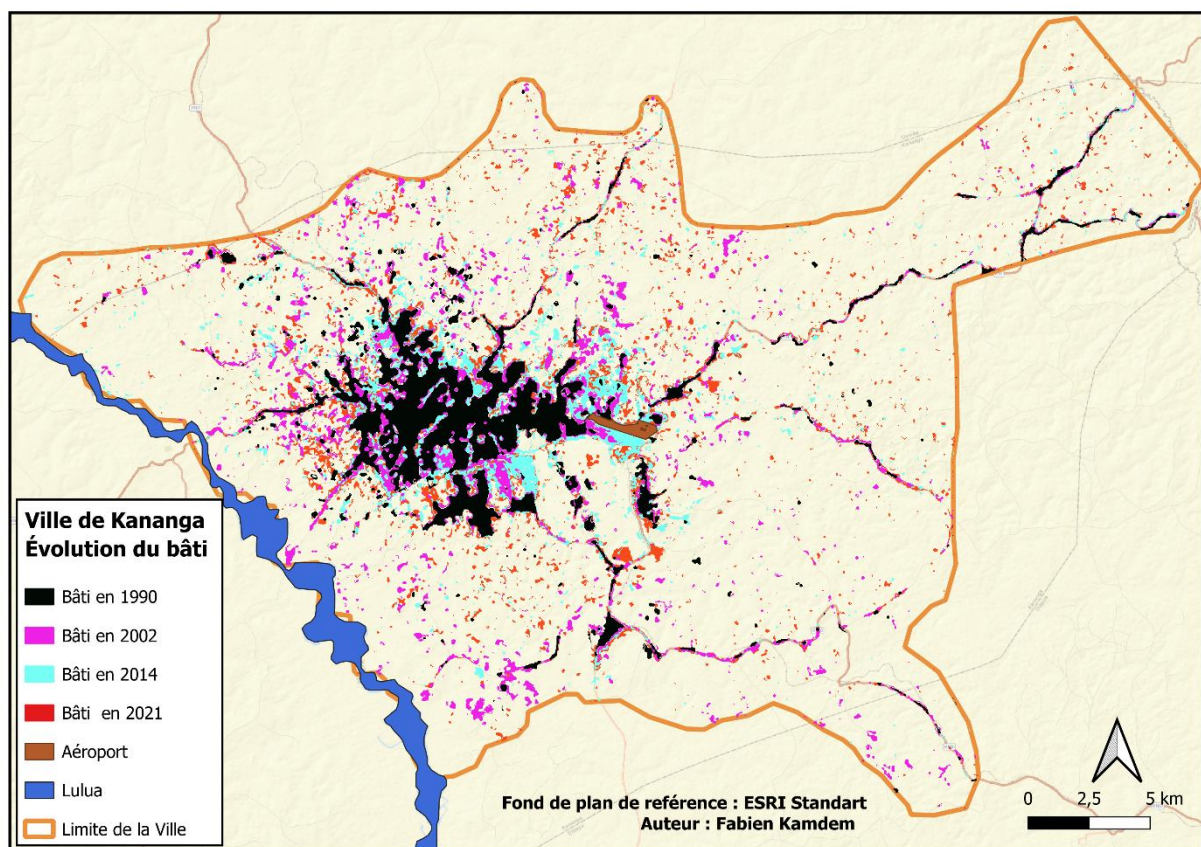 Ville de Kananga
Évolution du bâti
Bâti en 1990
Bâti en 2002
Bâti en 2014
Bâti en 2021
Aéroport
Lulua
Limite de la Ville
Fond de plan de reférence : ESRI Standart
Auteur : Fabien Kamdem
0 2,5 5 km